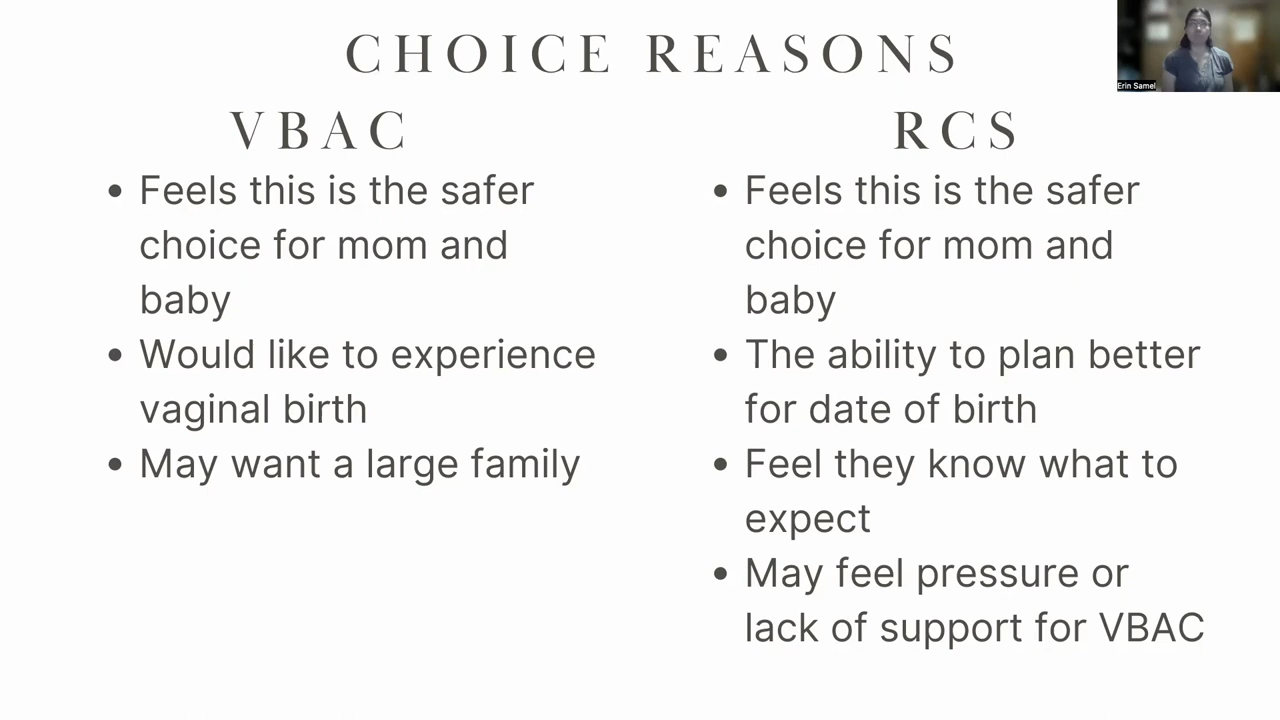 CHOICE REASONS
Erin Samel
VBAC
• Feels this is the safer
choice for mom and
baby
• Would like to experience
vaginal birth
• May want a large family
RCS
• Feels this is the safer
choice for mom and
baby
• The ability to plan better
for date of birth
• Feel they know what to
expect
• May feel pressure or
lack of support for VBAC